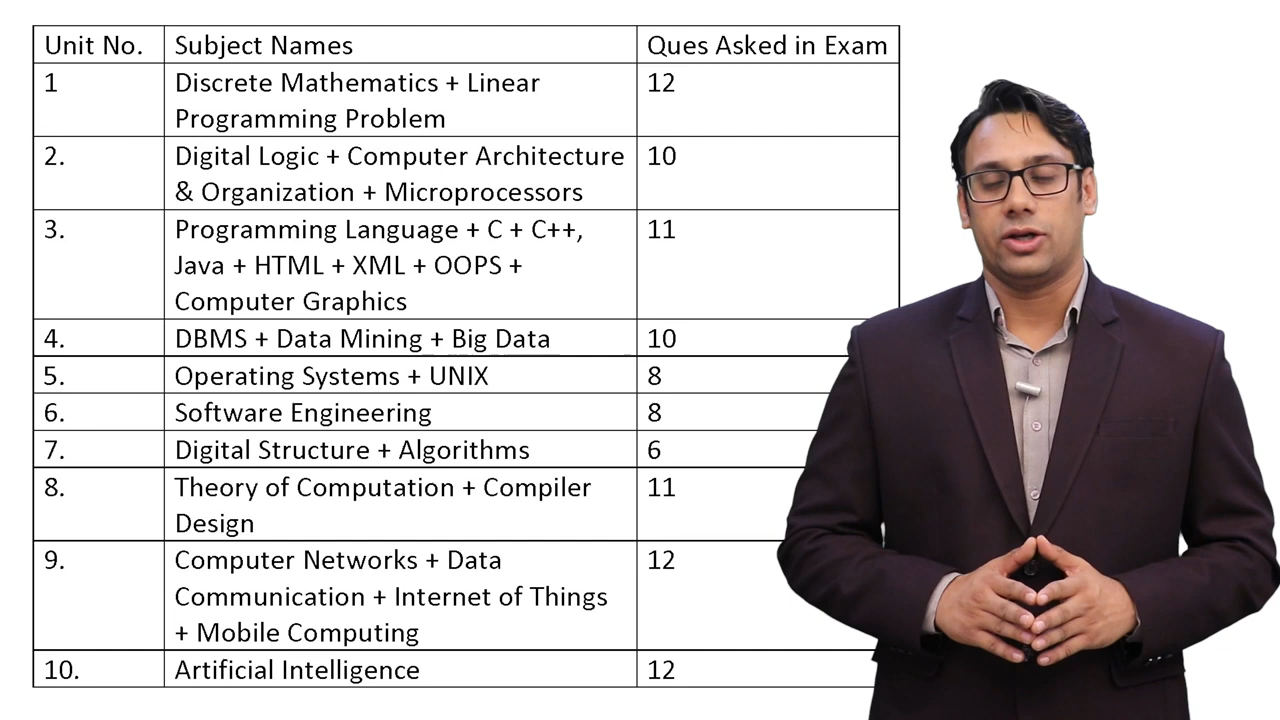 Unit No. Subject Names Ques Asked in Exam
1 Discrete Mathematics + Linear 12
Programming Problem
2. Digital Logic + Computer Architecture 10
& Organization + Microprocessors
3. Programming Language + C + C++, 11
Java + HTML + XML + OOPS +
Computer Graphics
4. DBMS + Data Mining + Big Data 10
5. Operating Systems + UNIX 8
6. Software Engineering 8
7. Digital Structure + Algorithms 6
8. Theory of Computation + Compiler 11
Design
9. Computer Networks + Data 12
Communication + Internet of Things
+ Mobile Computing
10. Artificial Intelligence 12